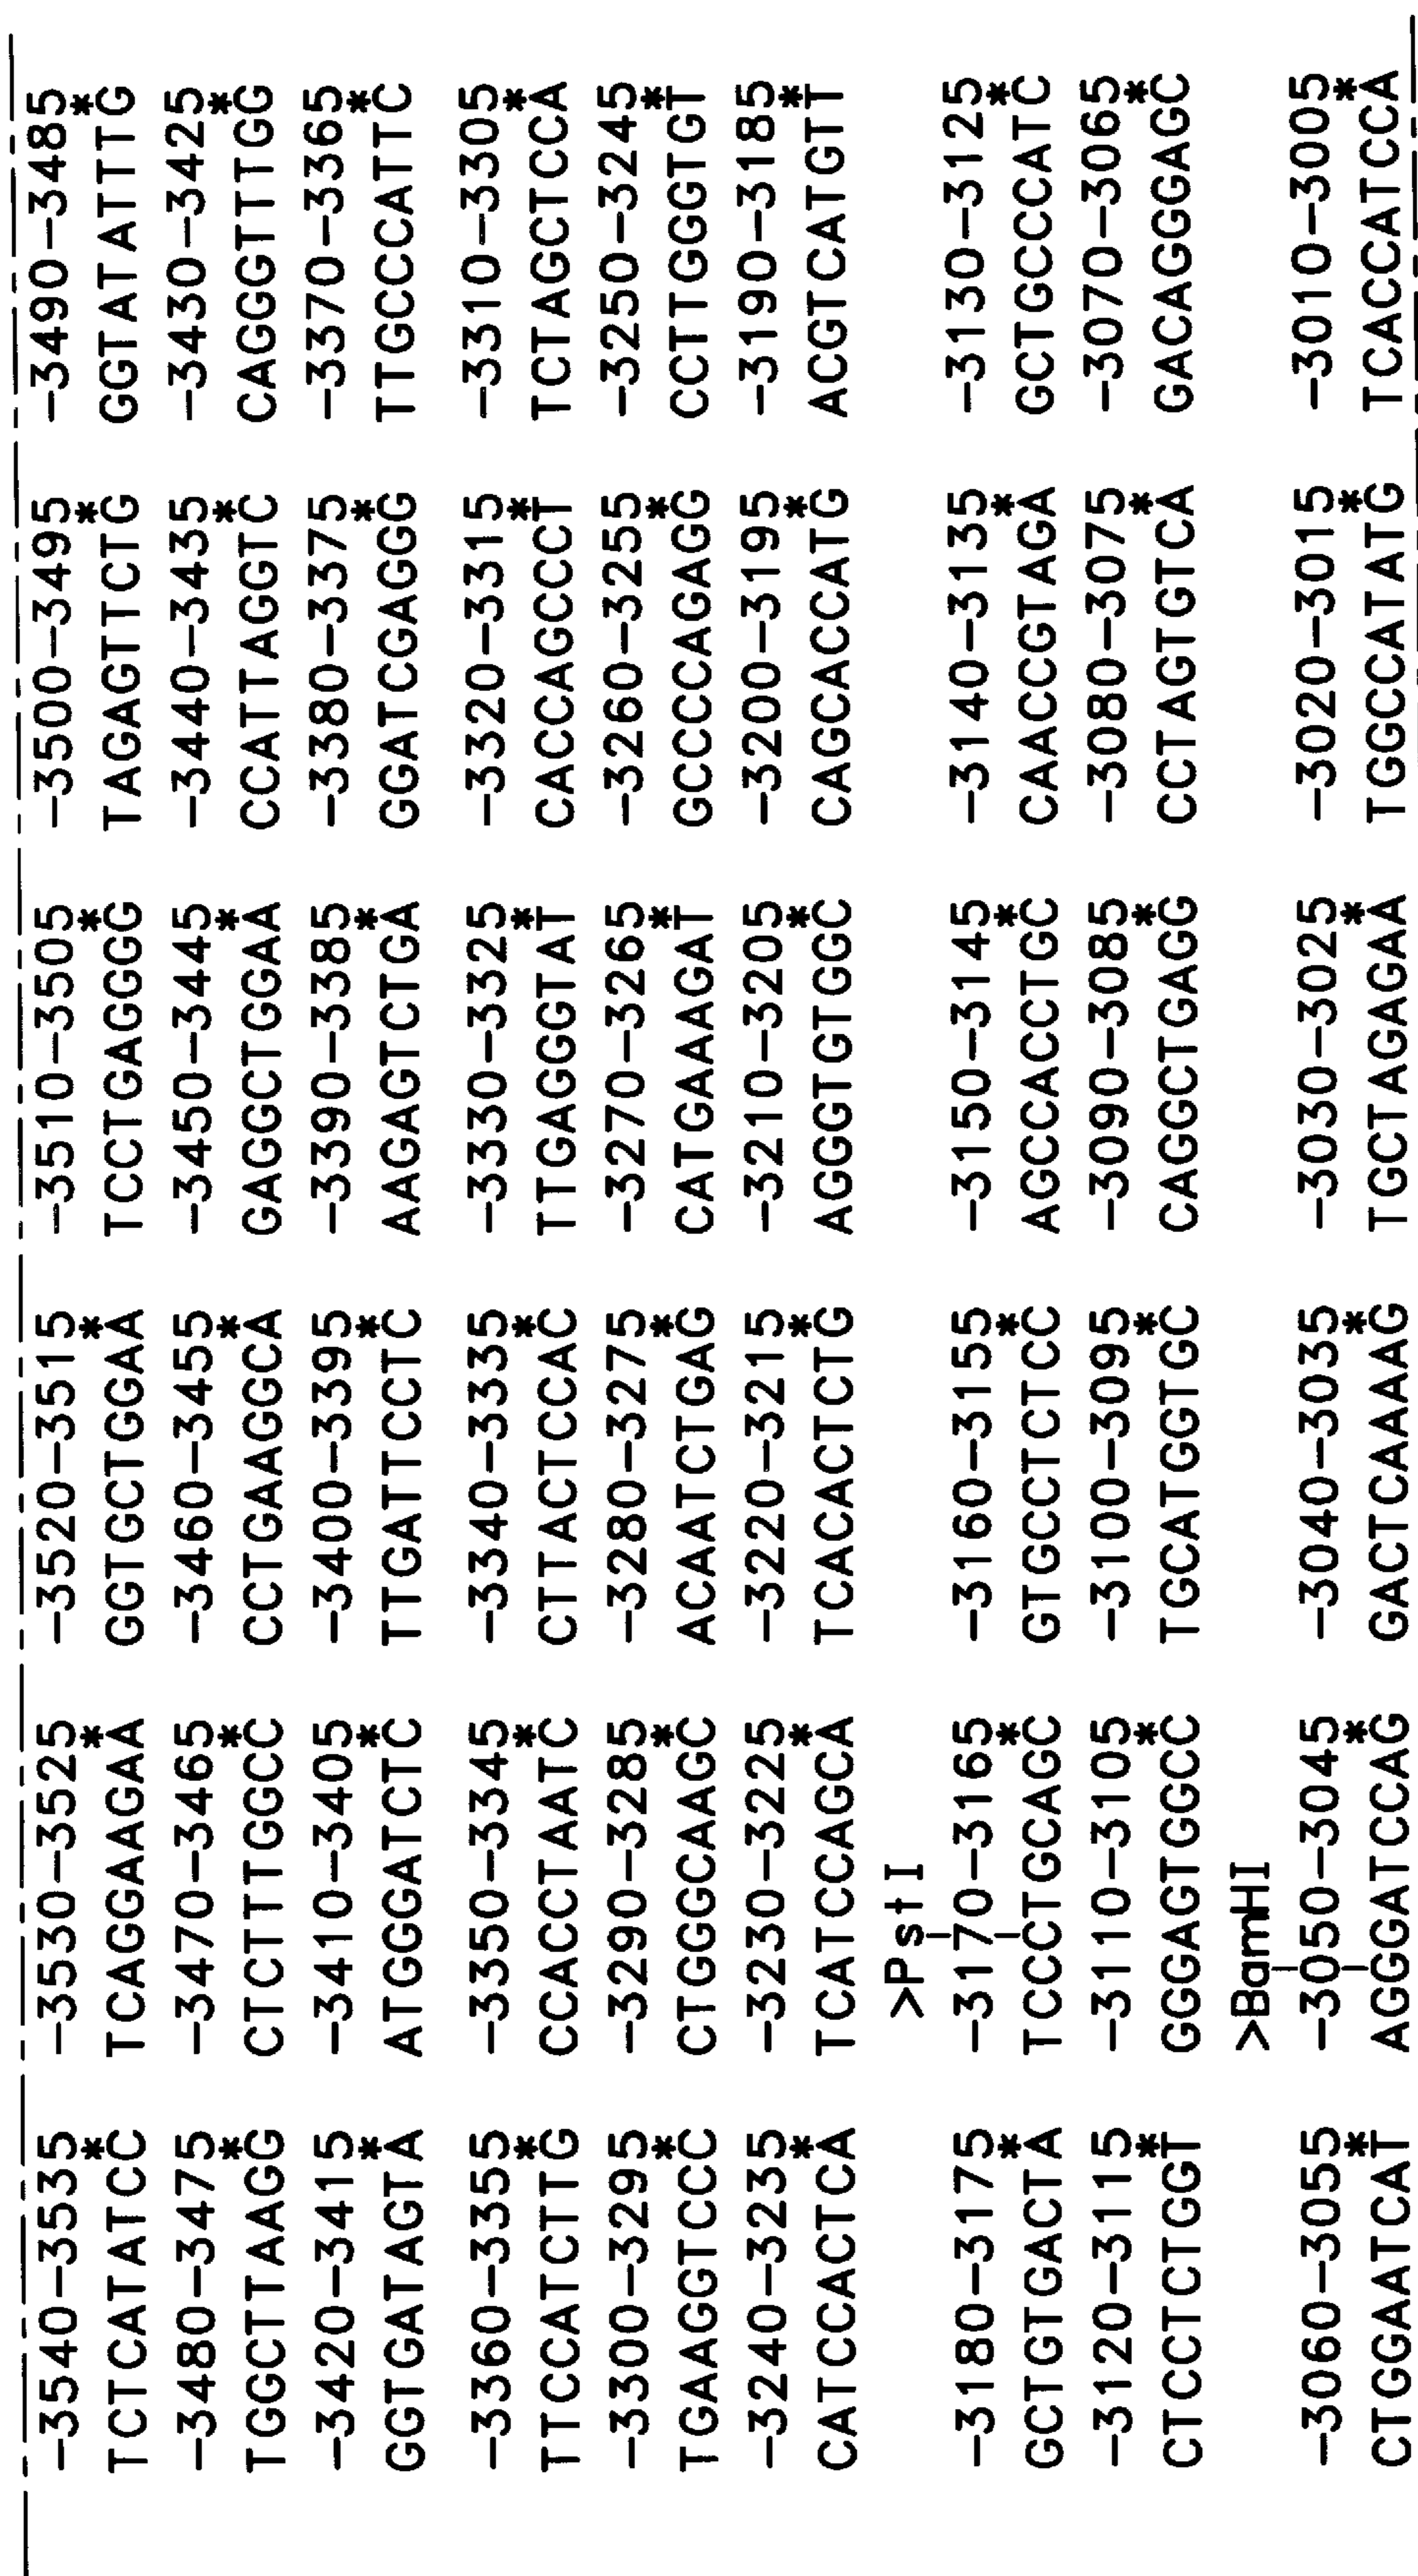 -3540-3535 -3530-3525 -3520-3515 -3510-3505 -3500-3495 -3490-3485
* * * * * *
TCTCATATCC TCAGGAAGAA GGTGCTGGAA TCCTGAGGGG TAGAGTTCTG GGTATATTTG
-3480-3475 -3470-3465 -3460-3455 -3450-3445 -3440-3435 -3430-3425
* * * * * *
TGGCTTAAGG CTCTTTGGCC CCTGAAGGCA GAGGCTGGAA CCATTAGGTC CAGGGTTTGG
-3420-3415 -3410-3405 -3400-3395 -3390-3385 -3380-3375 -3370-3365
* * * * * *
GGTGATAGTA ATGGGATCTC TTGATTCCTC AAGAGTCTGA GGATCGAGGG TTGCCCATTC
-3360-3355 -3350-3345 -3340-3335 -3330-3325 -3320-3315 -3310-3305
* * * * * *
TTCCATCTTG CCACCTAATC CTTACTCCAC TTGAGGGTAT CACCAGCCCT TCTAGCTCCA
-3300-3295 -3290-3285 -3280-3275 -3270-3265 -3260-3255 -3250-3245
* * * * * *
TGAAGGTCCC CTGGGCAAGC ACAATCTGAG CATGAAAGAT GCCCCAGAGG CCTTGGGTGT
-3240-3235 -3230-3225 -3220-3215 -3210-3205 -3200-3195 -3190-3185
* * * * * *
CATCCACTCA TCATCCAGCA TCACACTCTG AGGGTGTGGC CAGCACCATG ACGTCATGTT
>PstI
-3180-3175 -3170-3165 -3160-3155 -3150-3145 -3140-3135 -3130-3125
* * * * * *
GCTGTGACTA TCCCTGCAGC GTGCCTCTCC AGCCACCTGC CAACCGTAGA GCTGCCCATC
-3120-3115 -3110-3105 -3100-3095 -3090-3085 -3080-3075 -3070-3065
* * * * * *
CTCCTCTGGT GGGAGTGGCC TGCATGGTGC CAGGCTGAGG CCTAGTGTCA GACAGGGAGC
>BamHI
-3060-3055 -3050-3045 -3040-3035 -3030-3025 -3020-3015 -3010-3005
* * * * * *
CTGGAATCAT AGGGATCCAG GACTCAAAAG TGCTAGAGAA TGGCCATATG TCACCATCCA